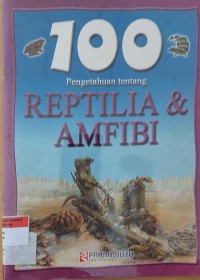 100
Pengetahuan tentang
REPTILIA & AMFIBI